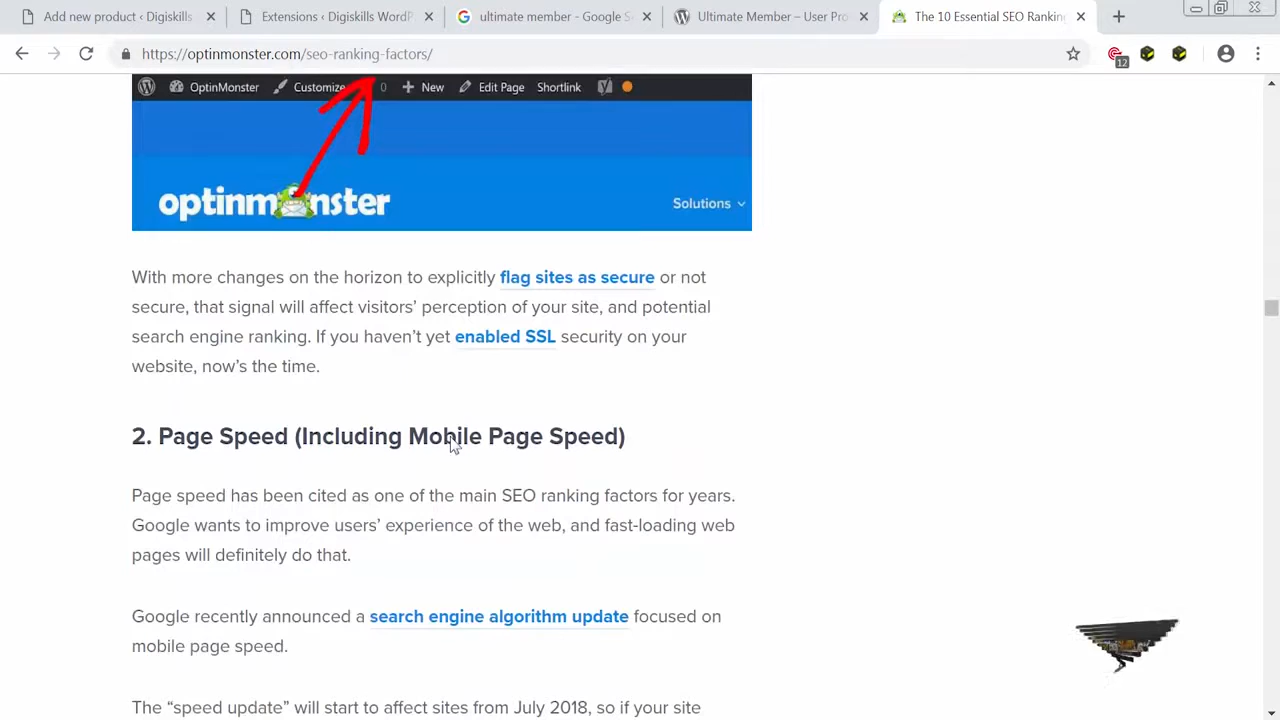 Add new product ‹ Digiskills
Extensions ‹ Digiskills WordP
ultimate member - Google S
Ultimate Member – User Pro
The 10 Essential SEO Ranking
https://optinmonster.com/seo-ranking-factors/
12
OptinMonster
Customize
0
New
Edit Page
Shortlink
optinmonster
Solutions
With more changes on the horizon to explicitly flag sites as secure or not
secure, that signal will affect visitors’ perception of your site, and potential
search engine ranking. If you haven’t yet enabled SSL security on your
website, now’s the time.
2. Page Speed (Including Mobile Page Speed)
Page speed has been cited as one of the main SEO ranking factors for years.
Google wants to improve users’ experience of the web, and fast-loading web
pages will definitely do that.
Google recently announced a search engine algorithm update focused on
mobile page speed.
The “speed update” will start to affect sites from July 2018, so if your site